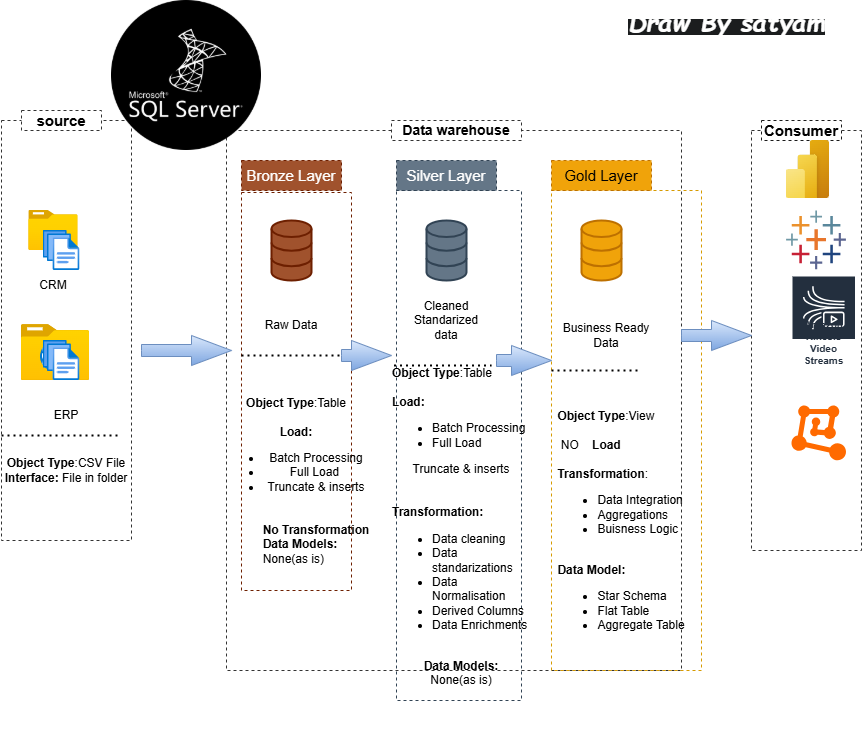 Draw By satyam
Microsoft®
SQL Server
source
CRM
ERP
Object Type:CSV File
Interface: File in folder
Data warehouse
Bronze Layer
Raw Data
Object Type:Table
Load:
Batch Processing
Full Load
Truncate & inserts
No Transformation
Data Models:
None(as is)
Silver Layer
Cleaned
Standarized
data
Object Type:Table
Load:
Batch Processing
Full Load
Truncate & inserts
Transformation:
Data cleaning
Data
standarizations
Data
Normalisation
Derived Columns
Data Enrichments
Data Models:
None(as is)
Gold Layer
Business Ready
Data
Object Type:View
NO Load
Transformation:
Data Integration
Aggregations
Buisness Logic
Data Model:
Star Schema
Flat Table
Aggregate Table
Consumer
Video
Streams